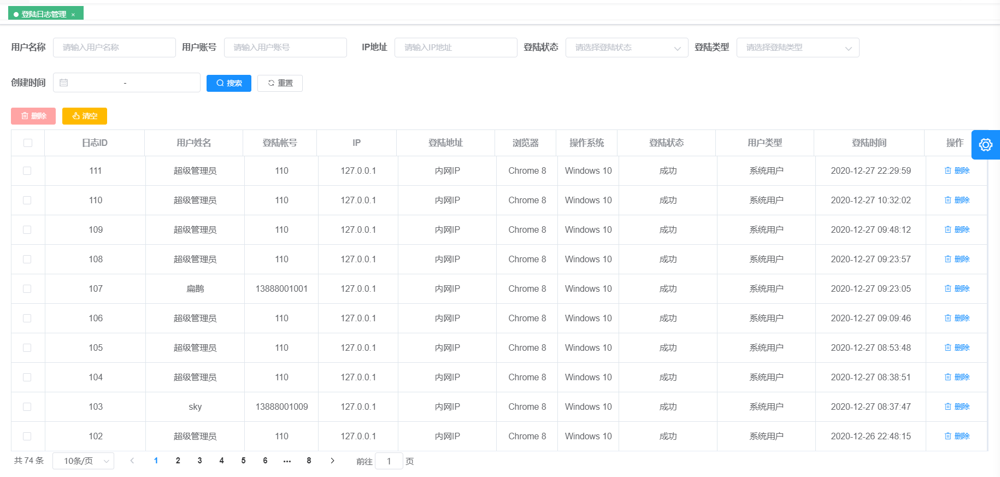 登陆日志管理 ×
用户名称 请输入用户名称 用户账号 请输入用户账号 IP地址 请输入IP地址 登陆状态 请选择登陆状态 登陆类型 请选择登陆类型
创建时间 - 搜索 重置
删除 清空
日志ID 用户姓名 登陆帐号 IP 登陆地址 浏览器 操作系统 登陆状态 用户类型 登陆时间 操作
111 超级管理员 110 127.0.0.1 内网IP Chrome 8 Windows 10 成功 系统用户 2020-12-27 22:29:59 删除
110 超级管理员 110 127.0.0.1 内网IP Chrome 8 Windows 10 成功 系统用户 2020-12-27 10:32:02 删除
109 超级管理员 110 127.0.0.1 内网IP Chrome 8 Windows 10 成功 系统用户 2020-12-27 09:48:12 删除
108 超级管理员 110 127.0.0.1 内网IP Chrome 8 Windows 10 成功 系统用户 2020-12-27 09:23:57 删除
107 扁鹊 13888001001 127.0.0.1 内网IP Chrome 8 Windows 10 成功 系统用户 2020-12-27 09:23:05 删除
106 超级管理员 110 127.0.0.1 内网IP Chrome 8 Windows 10 成功 系统用户 2020-12-27 09:09:46 删除
105 超级管理员 110 127.0.0.1 内网IP Chrome 8 Windows 10 成功 系统用户 2020-12-27 08:53:48 删除
104 超级管理员 110 127.0.0.1 内网IP Chrome 8 Windows 10 成功 系统用户 2020-12-27 08:38:51 删除
103 sky 13888001009 127.0.0.1 内网IP Chrome 8 Windows 10 成功 系统用户 2020-12-27 08:37:47 删除
102 超级管理员 110 127.0.0.1 内网IP Chrome 8 Windows 10 成功 系统用户 2020-12-26 22:48:15 删除
共 74 条 10条/页 1 2 3 4 5 6 ··· 8 前往 1 页